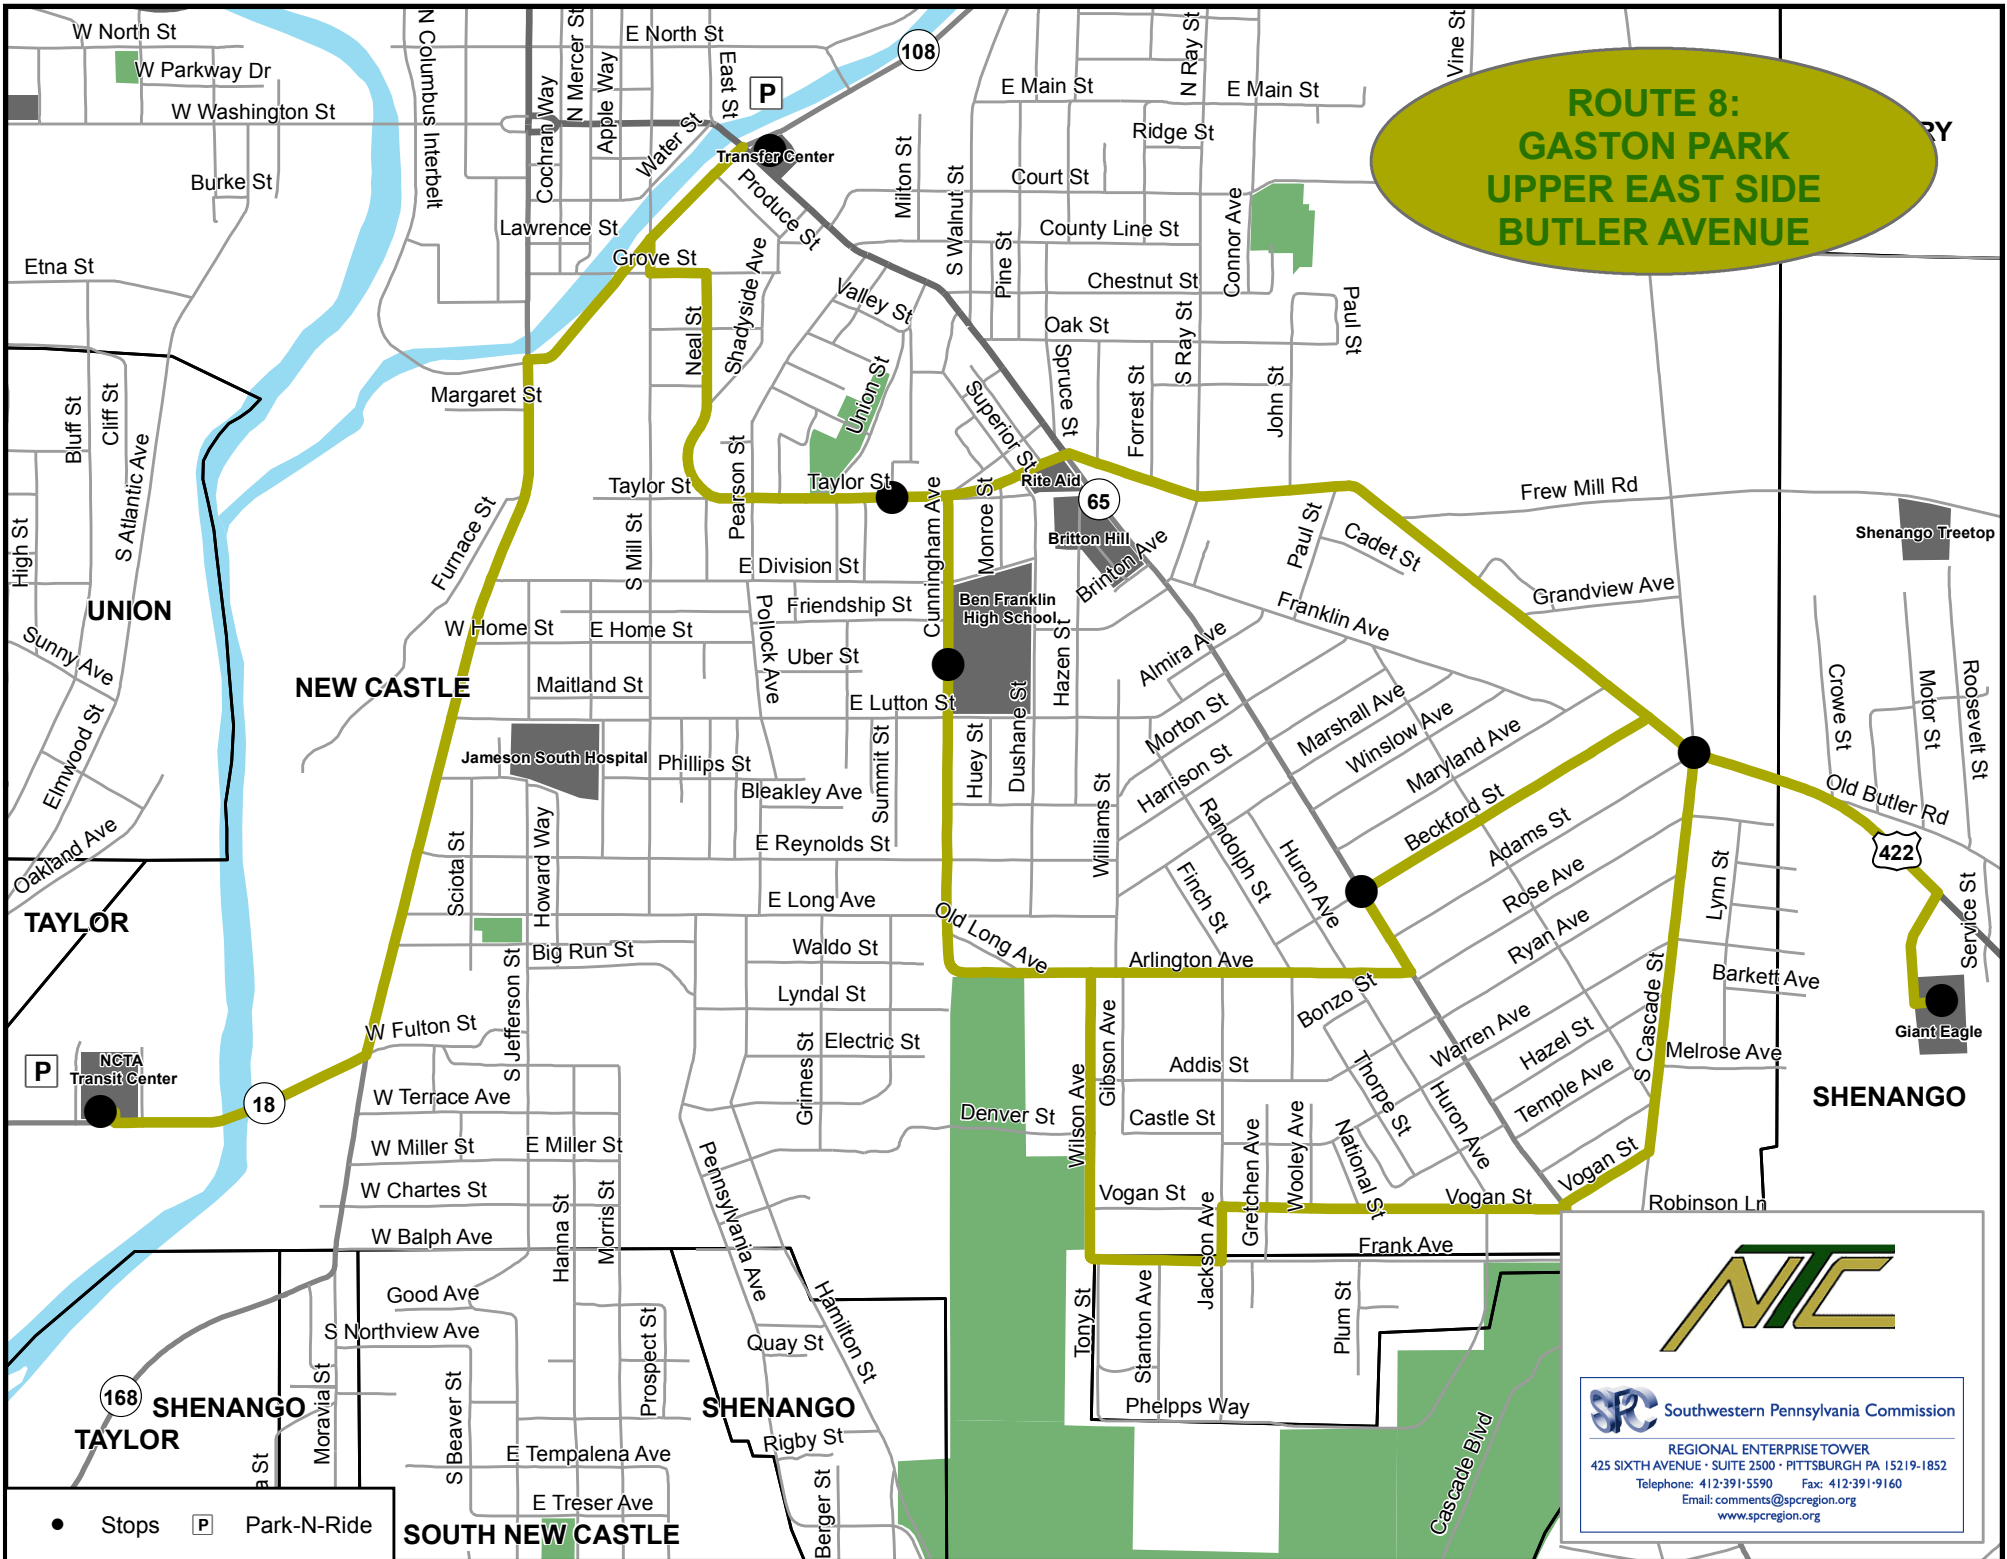 W North St
W Parkway Dr
W Washington St
Burke St
Etna St
N Columbus Interbelt
Cochran Way
N Mercer St
Apple Way
E North St
East St
P
108
Water St
Transfer Center
Produce St
Lawrence St
Grove St
Shadyside Ave
Neal St
Valley St
Union St
Milton St
S Walnut St
Pine St
E Main St
N Ray St
E Main St
Ridge St
Court St
County Line St
Connor Ave
Chestnut St
Oak St
Paul St
S Ray St
Spruce St
Forrest St
John St
Vine St
RY
ROUTE 8:
GASTON PARK
UPPER EAST SIDE
BUTLER AVENUE
Margaret St
Bluff St
Cliff St
S Atlantic Ave
High St
UNION
Sunny Ave
Elmwood St
Oakland Ave
TAYLOR
Furnace St
NEW CASTLE
Taylor St
Pearson St
Taylor St
Superior St
Rite Aid
65
Britton Hill
Brinton Ave
Cunningham Ave
Monroe St
S Mill St
E Division St
Friendship St
Pollock Ave
Uber St
W Home St
E Home St
Maitland St
E Lutton St
Ben Franklin
High School
Hazen St
Dushane St
Huey St
Summit St
Jameson South Hospital
Phillips St
Bleakley Ave
E Reynolds St
E Long Ave
Old Long Ave
Sciota St
Howard Way
Big Run St
Waldo St
Lyndal St
Electric St
Grimes St
S Jefferson St
W Fulton St
Williams St
Almira Ave
Morton St
Harrison St
Randolph St
Finch St
Huron Ave
Franklin Ave
Paul St
Cadet St
Frew Mill Rd
Grandview Ave
Shenango Treetop
Marshall Ave
Winslow Ave
Maryland Ave
Beckford St
Adams St
Rose Ave
Ryan Ave
Crowe St
Motor St
Roosevelt St
Old Butler Rd
422
Service St
Lynn St
Barkett Ave
Giant Eagle
SHENANGO
S Cascade St
Melrose Ave
Arlington Ave
Bonzo St
Warren Ave
Hazel St
Temple Ave
Thorpe St
Huron Ave
Addis St
Gibson Ave
Castle St
Wilson Ave
Denver St
Gretchen Ave
Wooley Ave
National St
Vogan St
Vogan St
Vogan St
Robinson Ln
Jackson Ave
Frank Ave
Tony St
Stanton Ave
Plum St
Phelpps Way
Cascade Blvd
P
NCTA
Transit Center
18
W Terrace Ave
W Miller St
E Miller St
W Chartes St
W Balph Ave
Hanna St
Morris St
Pennsylvania Ave
Good Ave
S Northview Ave
Hamilton St
Quay St
Prospect St
168
SHENANGO
TAYLOR
Moravia St
a St
S Beaver St
SHENANGO
Rigby St
E Tempalena Ave
E Treser Ave
Berger St
SOUTH NEW CASTLE
Stops
P
Park-N-Ride
NTC
SPC
Southwestern Pennsylvania Commission
REGIONAL ENTERPRISE TOWER
425 SIXTH AVENUE • SUITE 2500 • PITTSBURGH PA 15219-1852
Telephone: 412•391•5590 Fax: 412•391•9160
Email: comments@spcregion.org
www.spcregion.org